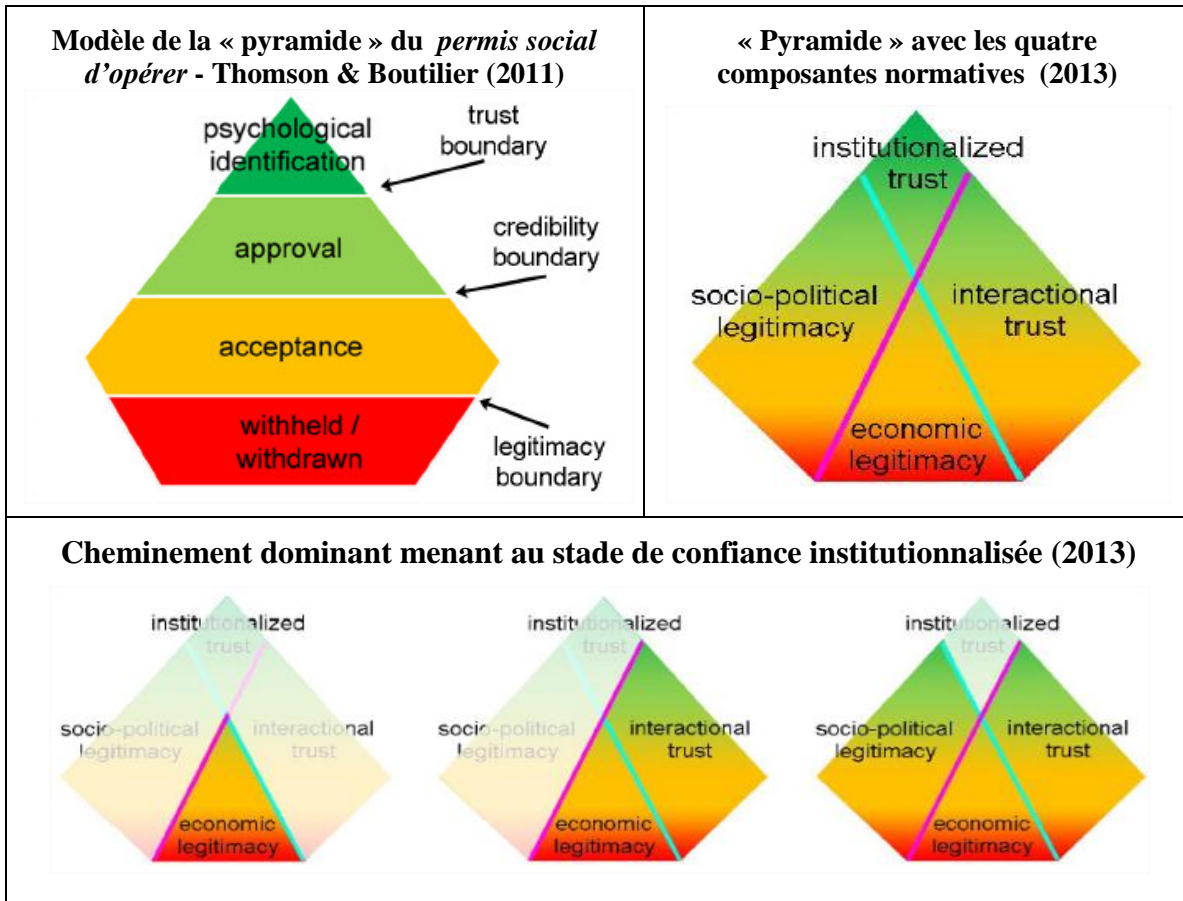 Modèle de la « pyramide » du permis social
d'opérer - Thomson & Boutilier (2011)
psychological
identification
trust
boundary
approval
credibility
boundary
acceptance
withheld /
withdrawn
legitimacy
boundary
« Pyramide » avec les quatre
composantes normatives (2013)
institutionalized
trust
socio-political
legitimacy
interactional
trust
economic
legitimacy
Cheminement dominant menant au stade de confiance institutionnalisée (2013)
institutionalized
trust
socio-political
legitimacy
interactional
trust
economic
legitimacy
institutionalized
trust
socio-political
legitimacy
interactional
trust
economic
legitimacy
institutionalized
trust
socio-political
legitimacy
interactional
trust
economic
legitimacy